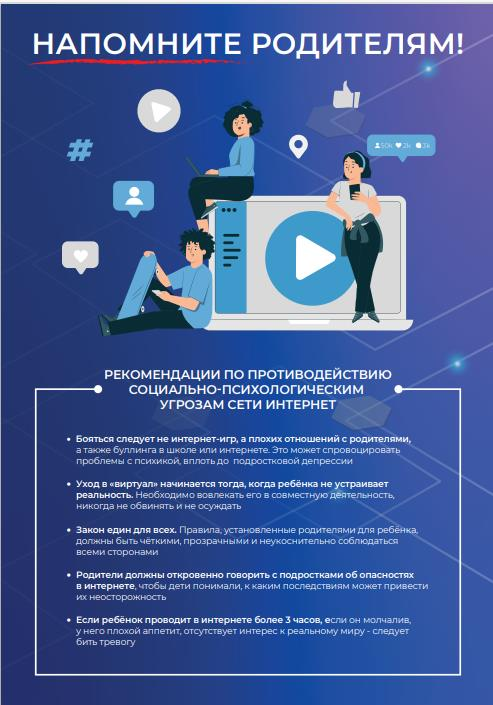 НАПОМНИТЕ РОДИТЕЛЯМ!
#
50k 2k 3k
РЕКОМЕНДАЦИИ ПО ПРОТИВОДЕЙСТВИЮ
СОЦИАЛЬНО-ПСИХОЛОГИЧЕСКИМ
УГРОЗАМ СЕТИ ИНТЕРНЕТ
• Бояться следует не интернет-игр, а плохих отношений с родителями,
а также буллинга в школе или интернете. Это может спровоцировать
проблемы с психикой, вплоть до подростковой депрессии
• Уход в «виртуал» начинается тогда, когда ребёнка не устраивает
реальность. Необходимо вовлекать его в совместную деятельность,
никогда не обвинять и не осуждать
• Закон един для всех. Правила, установленные родителями для ребёнка,
должны быть чёткими, прозрачными и неукоснительно соблюдаться
всеми сторонами
• Родители должны откровенно говорить с подростками об опасностях
в интернете, чтобы дети понимали, к каким последствиям может привести
их неосторожность
• Если ребёнок проводит в интернете более 3 часов, если он молчалив,
у него плохой аппетит, отсутствует интерес к реальному миру - следует
бить тревогу